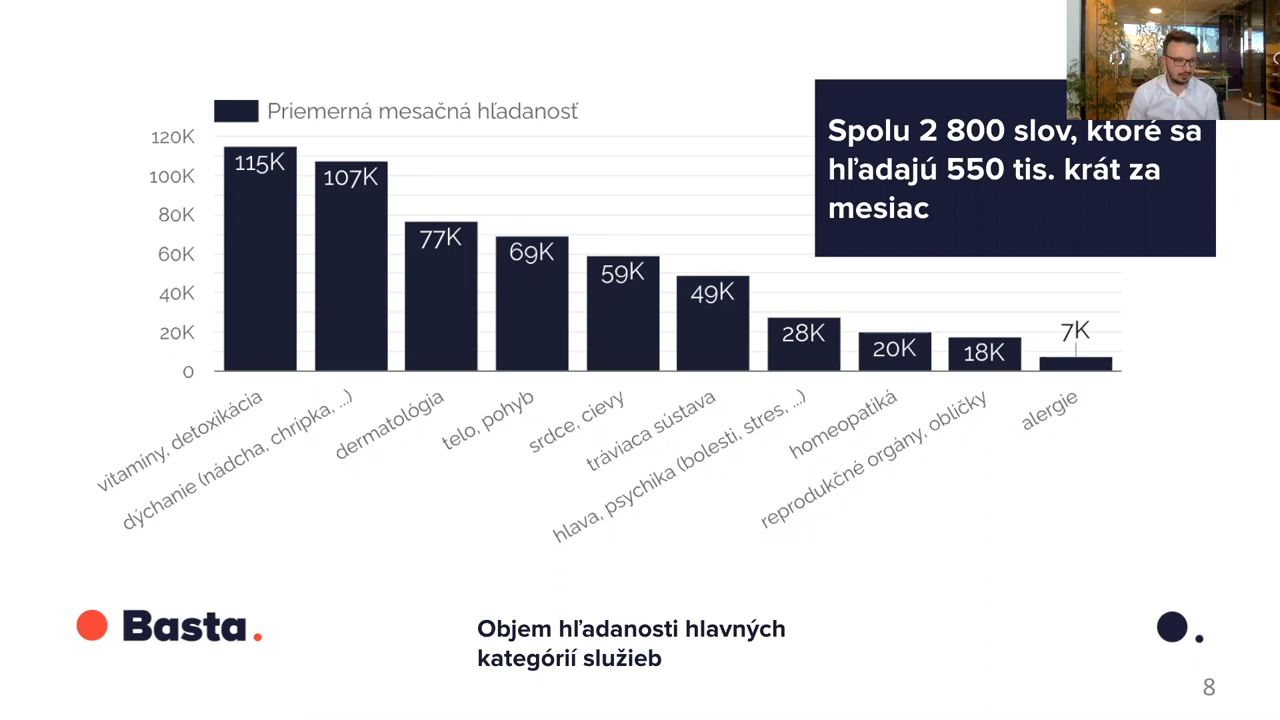 Priemerná mesačná hľadanosť
Spolu 2 800 slov, ktoré sa
hľadajú 550 tis. krát za
mesiac
120K
100K
80K
60K
40K
20K
0
115K
107K
77K
69K
59K
49K
28K
20K
18K
7K
vitamíny, detoxikácia
dýchanie (nádcha, chrípka, ...)
dermatológia
telo, pohyb
srdce, cievy
tráviaca sústava
hlava, psychika (bolesti, stres, ...)
homeopatiká
reprodukčné orgány, obličky
alergie
Basta.
Objem hľadanosti hlavných
kategórií služieb
8